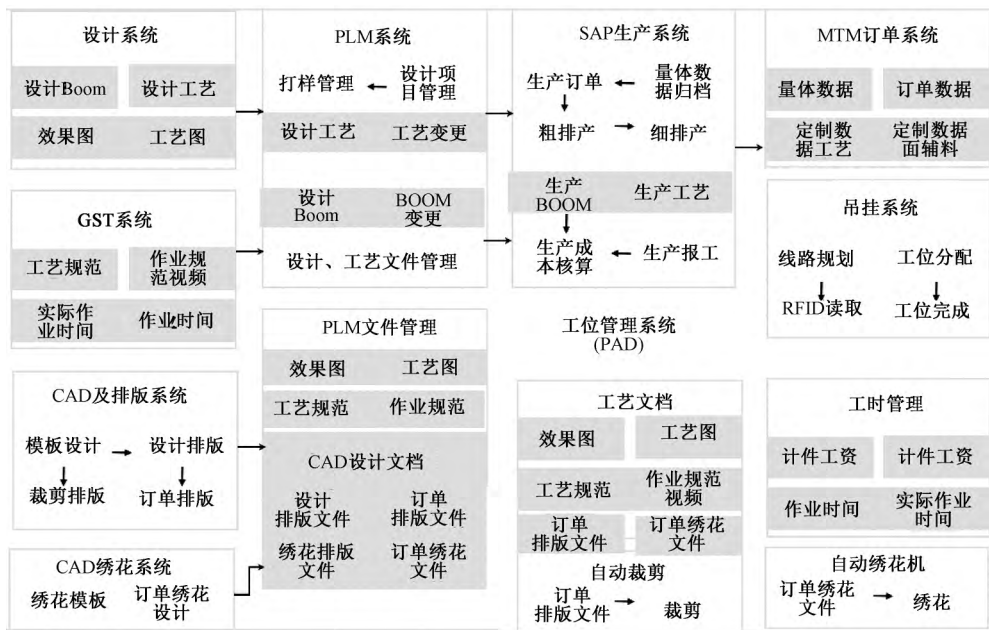 设计系统
设计Boom 设计工艺
效果图 工艺图
GST系统
工艺规范 作业规
范视频
实际作
业时间 作业时间
CAD及排版系统
模板设计 设计排版
裁剪排版 订单排版
CAD绣花系统
绣花模板 订单绣花
设计
PLM系统
打样管理 设计项
目管理
设计工艺 工艺变更
设计
Boom
BOOM
变更
设计、工艺文件管理
PLM文件管理
效果图 工艺图
工艺规范 作业规范
CAD设计文档
设计
排版文件
订单
排版文件
绣花排版
文件
订单绣花
文件
SAP生产系统
生产订单 量体数
据归档
粗排产 细排产
生产
BOOM
生产工艺
生产成
本核算
生产报工
工位管理系统
(PAD)
工艺文档
效果图 工艺图
工艺规范 作业规范
视频
订单
排版文件
订单绣花
文件
自动裁剪
订单
排版文件
裁剪
MTM订单系统
量体数据 订单数据
定制数
据工艺
定制数据
面辅料
吊挂系统
线路规划 工位分配
RFID读取 工位完成
工时管理
计件工资 计件工资
作业时间 实际作业
时间
自动绣花机
订单绣花
文件
绣花